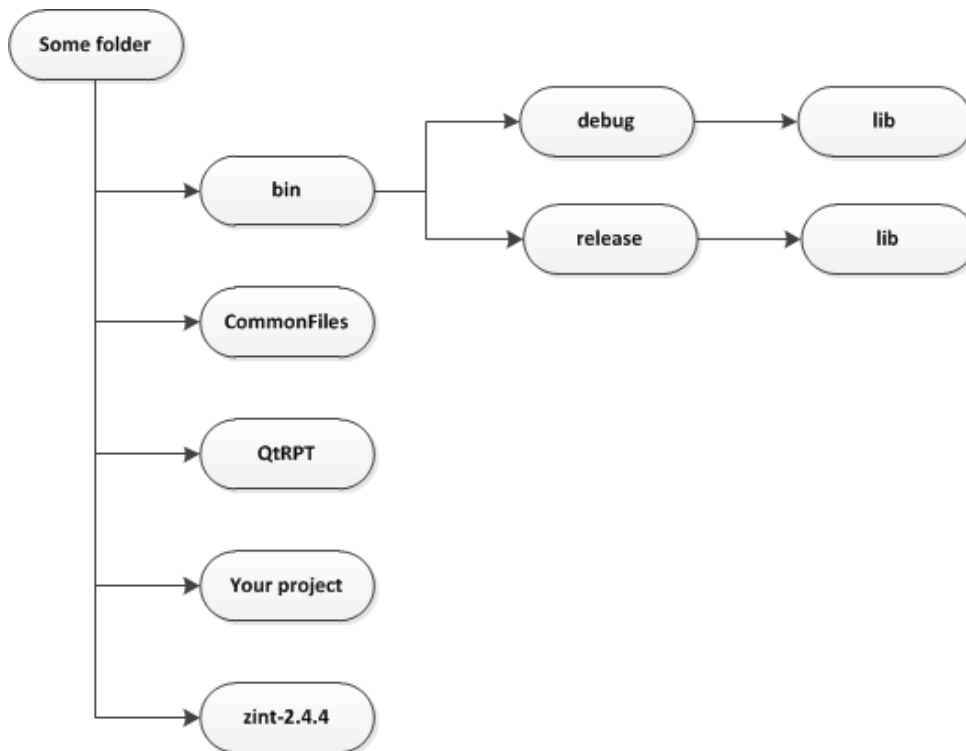 Some folder
debug
lib
bin
release
lib
CommonFiles
QtRPT
Your project
zint-2.4.4